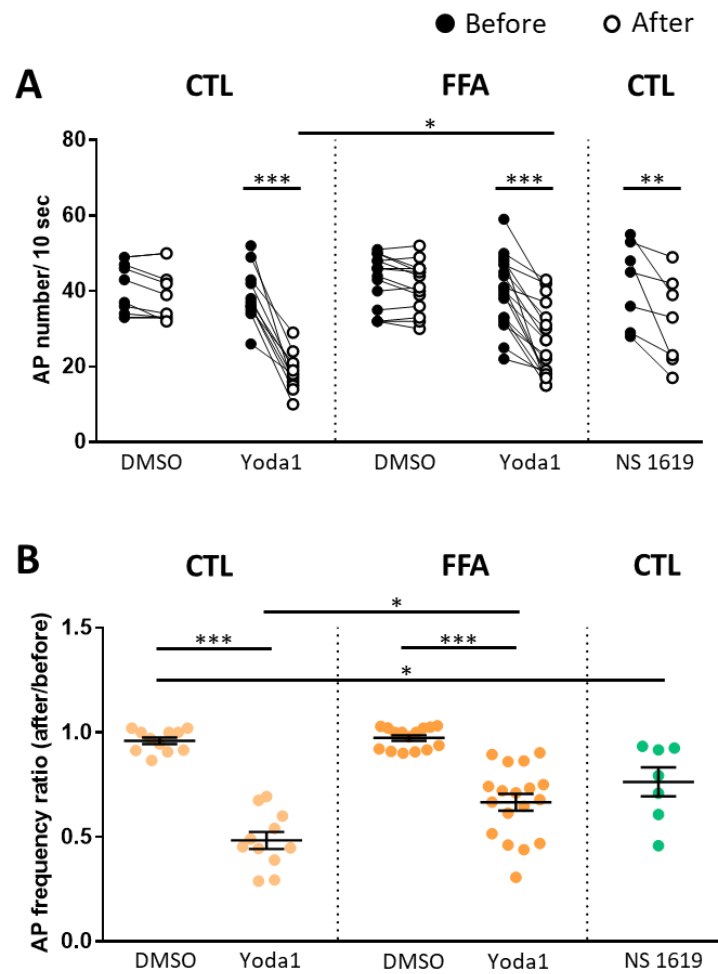 Before After
A CTL FFA CTL
*
*** *** **
80
60
40
20
0
AP number/ 10 sec
DMSO Yoda1 DMSO Yoda1 NS 1619
B CTL FFA CTL
*
*** ***
*
1.5
1.0
0.5
0.0
AP frequency ratio (after/before)
DMSO Yoda1 DMSO Yoda1 NS 1619